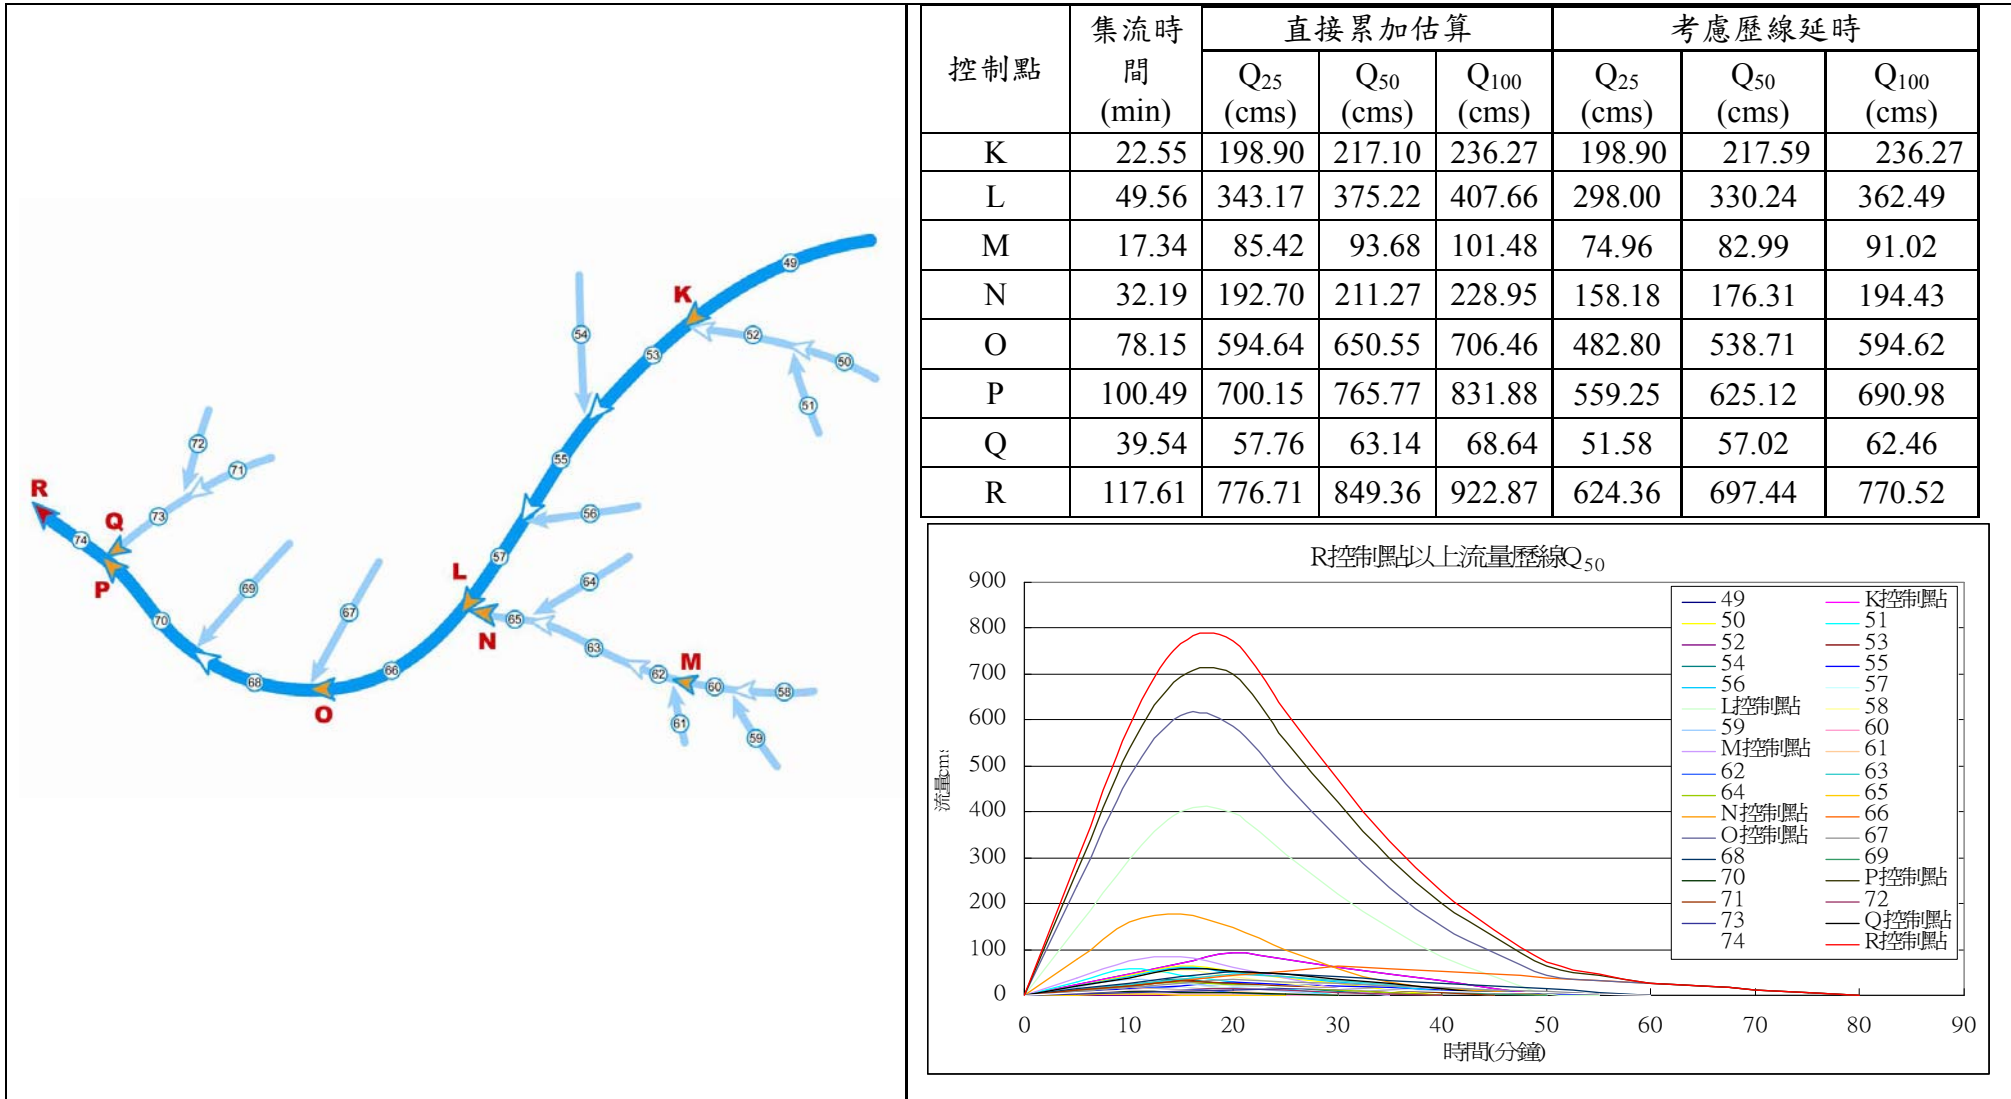 49
K
54
52
53
50
51
72
55
71
R
56
73
Q
74
57
L
64
69
P
67
65
70
N
63
M
66
62
60
58
68
61
O
59
控制點 集流時間(min) 直接累加估算 考慮歷線延時
Q25 (cms) Q50 (cms) Q100 (cms) Q25 (cms) Q50 (cms) Q100 (cms)
K 22.55 198.90 217.10 236.27 198.90 217.59 236.27
L 49.56 343.17 375.22 407.66 298.00 330.24 362.49
M 17.34 85.42 93.68 101.48 74.96 82.99 91.02
N 32.19 192.70 211.27 228.95 158.18 176.31 194.43
O 78.15 594.64 650.55 706.46 482.80 538.71 594.62
P 100.49 700.15 765.77 831.88 559.25 625.12 690.98
Q 39.54 57.76 63.14 68.64 51.58 57.02 62.46
R 117.61 776.71 849.36 922.87 624.36 697.44 770.52
R控制點以上流量歷線Q50
流量cms
900
800
700
600
500
400
300
200
100
0
49 K控制點
50 51
52 53
54 55
56 57
L控制點 58
59 60
M控制點 61
62 63
64 65
N控制點 66
O控制點 67
68 69
70 P控制點
71 72
73 Q控制點
74 R控制點
0 10 20 30 40 50 60 70 80 90
時間(分鐘)